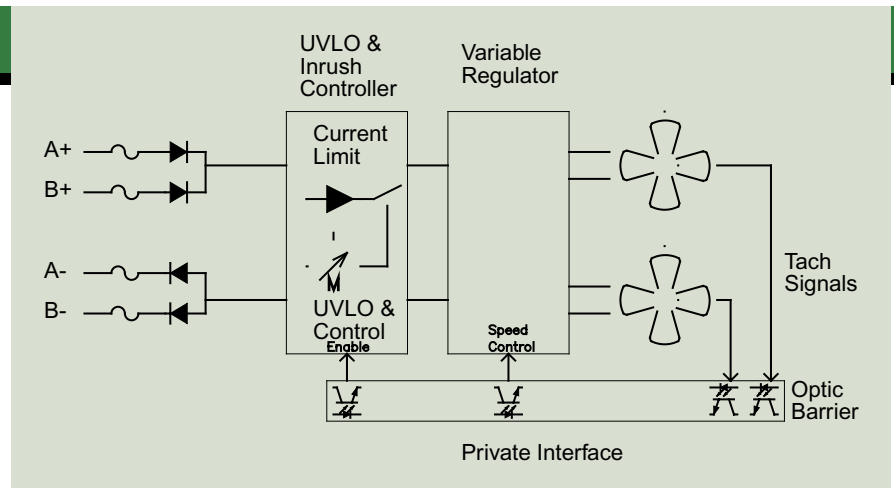 UVLO &
Inrush
Controller
Variable
Regulator
A+
B+
A-
B-
Current
Limit
UVLO &
Control
Enable
Speed
Control
Tach
Signals
Optic
Barrier
Private Interface